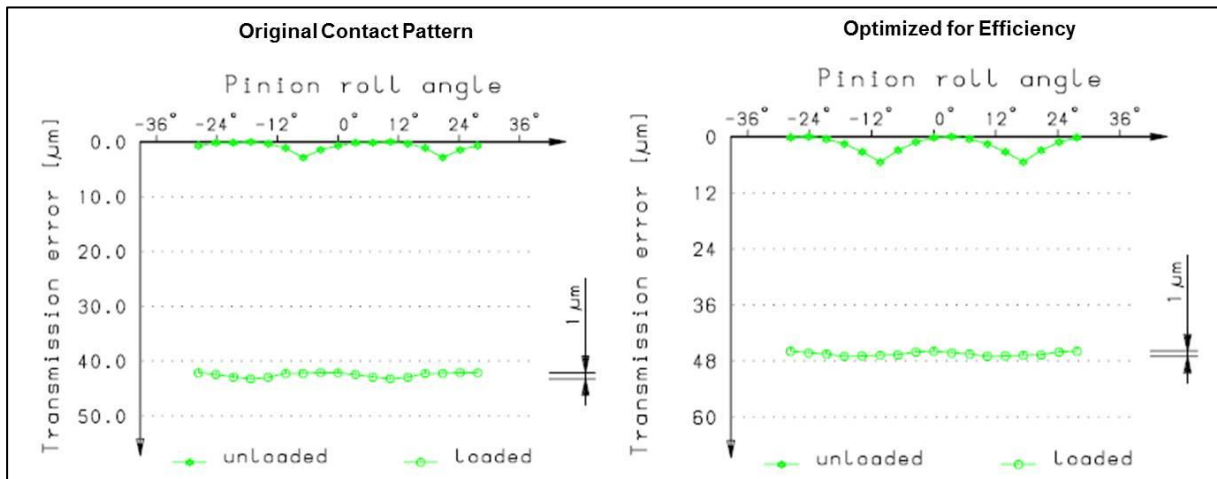 Original Contact Pattern
Pinion roll angle
-36° -24° -12° 0° 12° 24° 36°
Transmission error [μm]
0.0
10.0
20.0
30.0
40.0
50.0
1 μm
unloaded loaded
Optimized for Efficiency
Pinion roll angle
-36° -24° -12° 0° 12° 24° 36°
Transmission error [μm]
0
12
24
36
48
60
1 μm
unloaded loaded